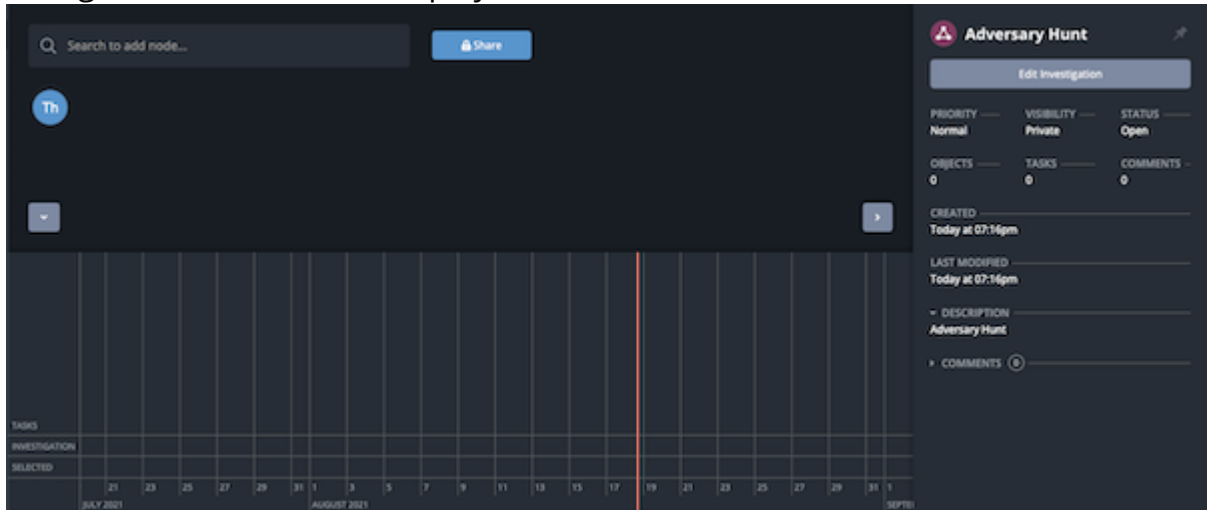 Search to add node...
Share
Th
TASKS
INVESTIGATION
SELECTED
21 23 25 27 29 31 1 3 5 7 9 11 13 15 17 19 21 23 25 27 29 31 1
JULY 2021 AUGUST 2021 SEPTE
Adversary Hunt
Edit Investigation
PRIORITY VISIBILITY STATUS
Normal Private Open
OBJECTS TASKS COMMENTS
0 0 0
CREATED
Today at 07:16pm
LAST MODIFIED
Today at 07:16pm
DESCRIPTION
Adversary Hunt
COMMENTS 0